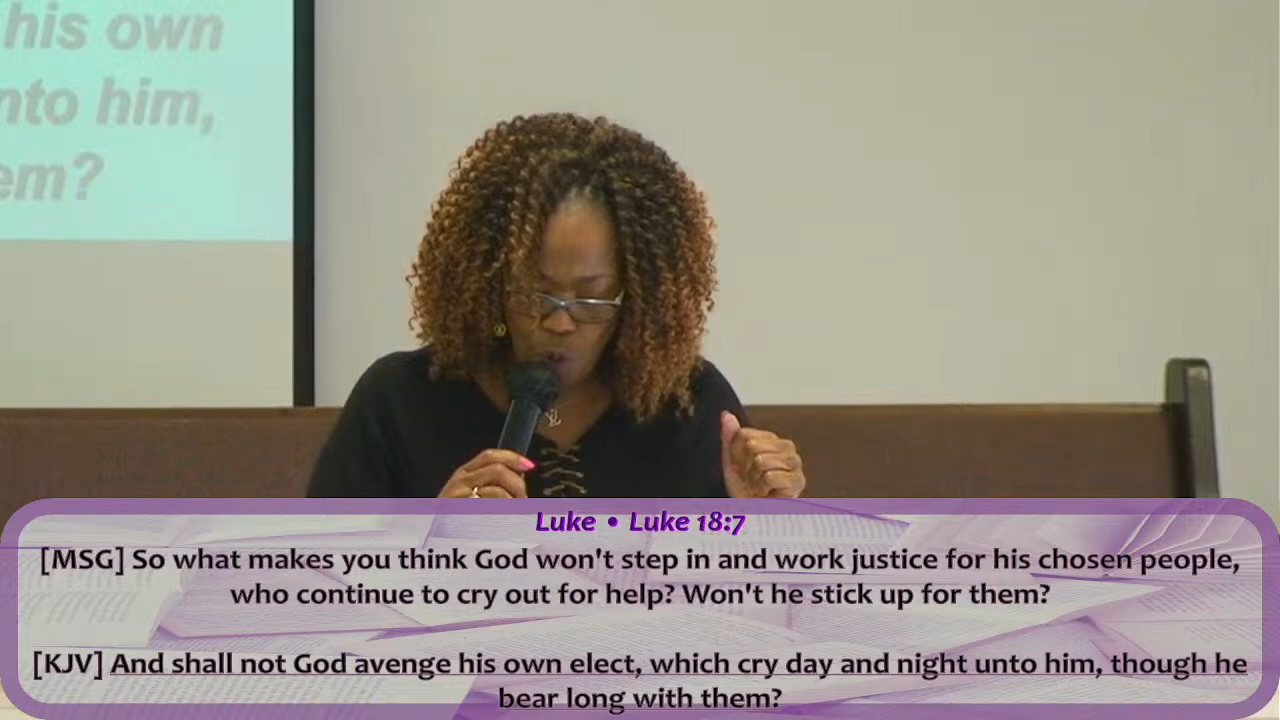 his own
him,
Luke • Luke 18:7
[MSG] So what makes you think God won't step in and work justice for his chosen people,
who continue to cry out for help? Won't he stick up for them?
[KJV] And shall not God avenge his own elect, which cry day and night unto him, though he
bear long with them?